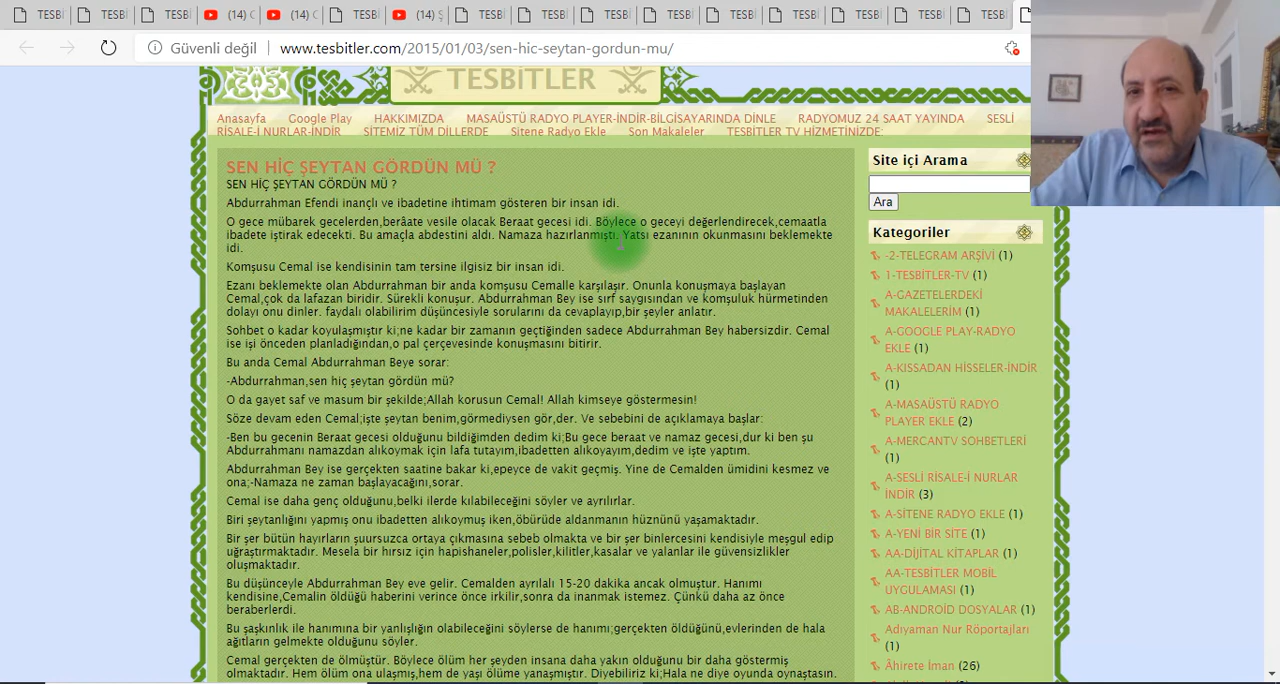 TESB
TESBİ
TESBİ
(14) Ç
(14) Ç
TESBİ
(14) Ş
TESBİ
TESBİ
TESBİ
TESBİ
TESBİ
TESBİ
TESBİ
TESBİ
TESBİ
Güvenli değil
www.tesbitler.com/2015/01/03/sen-hic-seytan-gordun-mu/
TESBİTLER
Anasayfa Google Play HAKKIMIZDA MASAÜSTÜ RADYO PLAYER-İNDİR-BİLGİSAYARINDA DİNLE RADYOMUZ 24 SAAT YAYINDA SESLİ
RİSALE-İ NURLAR-İNDİR SİTEMİZ TÜM DİLLERDE Sitene Radyo Ekle Son Makaleler TESBİTLER TV HİZMETİNİZDE:
SEN HİÇ ŞEYTAN GÖRDÜN MÜ ?
SEN HİÇ ŞEYTAN GÖRDÜN MÜ ?
Abdurrahman Efendi inançlı ve ibadetine ihtimam gösteren bir insan idi.
O gece mübarek gecelerden,berâate vesile olacak Beraat gecesi idi. Böylece o geceyi değerlendirecek,cemaatla
ibadete iştirak edecekti. Bu amaçla abdestini aldı. Namaza hazırlanmıştı. Yatsı ezanının okunmasını beklemekte
idi.
Komşusu Cemal ise kendisinin tam tersine ilgisiz bir insan idi.
Ezanı beklemekte olan Abdurrahman bir anda komşusu Cemalle karşılaşır. Onunla konuşmaya başlayan
Cemal,çok da lafazan biridir. Sürekli konuşur. Abdurrahman Bey ise sırf saygısından ve komşuluk hürmetinden
dolayı onu dinler. faydalı olabilirim düşüncesiyle sorularını da cevaplayıp,bir şeyler anlatır.
Sohbet o kadar koyulaşmıştır ki;ne kadar bir zamanın geçtiğinden sadece Abdurrahman Bey habersizdir. Cemal
ise işi önceden planladığından,o pal çerçevesinde konuşmasını bitirir.
Bu anda Cemal Abdurrahman Beye sorar:
-Abdurrahman,sen hiç şeytan gördün mü?
O da gayet saf ve masum bir şekilde;Allah korusun Cemal! Allah kimseye göstermesin!
Söze devam eden Cemal;işte şeytan benim,görmediysen gör,der. Ve sebebini de açıklamaya başlar:
-Ben bu gecenin Beraat gecesi olduğunu bildiğimden dedim ki;Bu gece beraat ve namaz gecesi,dur ki ben şu
Abdurrahmanı namazdan alıkoymak için lafa tutayım,ibadetten alıkoyayım,dedim ve işte yaptım.
Abdurrahman Bey ise gerçekten saatine bakar ki,epeyce de vakit geçmiş. Yine de Cemalden ümidini kesmez ve
ona;-Namaza ne zaman başlayacağını,sorar.
Cemal ise daha genç olduğunu,belki ilerde kılabileceğini söyler ve ayrılırlar.
Biri şeytanlığını yapmış onu ibadetten alıkoymuş iken,öbürüde aldanmanın hüznünü yaşamaktadır.
Bir şer bütün hayırların şuursuzca ortaya çıkmasına sebeb olmakta ve bir şer binlercesini kendisiyle meşgul edip
uğraştırmaktadır. Mesela bir hırsız için hapishaneler,polisler,kilitler,kasalar ve yalanlar ile güvensizlikler
oluşmaktadır.
Bu düşünceyle Abdurrahman Bey eve gelir. Cemalden ayrılalı 15-20 dakika ancak olmuştur. Hanımı
kendisine,Cemalin öldüğü haberini verince önce irkilir,sonra da inanmak istemez. Çünkü daha az önce
beraberlerdi.
Bu şaşkınlık ile hanımına bir yanlışlığın olabileceğini söylerse de hanımı;gerçekten öldüğünü,evlerinden de hala
ağıtların gelmekte olduğunu söyler.
Cemal gerçekten de ölmüştür. Böylece ölüm her şeyden insana daha yakın olduğunu bir daha göstermiş
olmaktadır. Hem ölüm ona ulaşmış,hem de yaşı ölüme yanaşmıştır. Diyebiliriz ki;Hala ne diye oyunda oynaştasın.
Site içi Arama
Ara
Kategoriler
-2-TELEGRAM ARŞİVİ (1)
1-TESBİTLER-TV (1)
A-GAZETELERDEKİ
MAKALELERİM (1)
A-GOOGLE PLAY-RADYO
EKLE (1)
A-KISSADAN HİSSELER-İNDİR
(1)
A-MASAÜSTÜ RADYO
PLAYER EKLE (2)
A-MERCANTV SOHBETLERİ
(1)
A-SESLİ RİSALE-İ NURLAR
İNDİR (3)
A-SİTENE RADYO EKLE (1)
A-YENİ BİR SİTE (1)
AA-DİJİTAL KİTAPLAR (1)
AA-TESBİTLER MOBİL
UYGULAMASI (1)
AB-ANDROİD DOSYALAR (1)
Adıyaman Nur Röportajları
(1)
Âhirete İman (26)